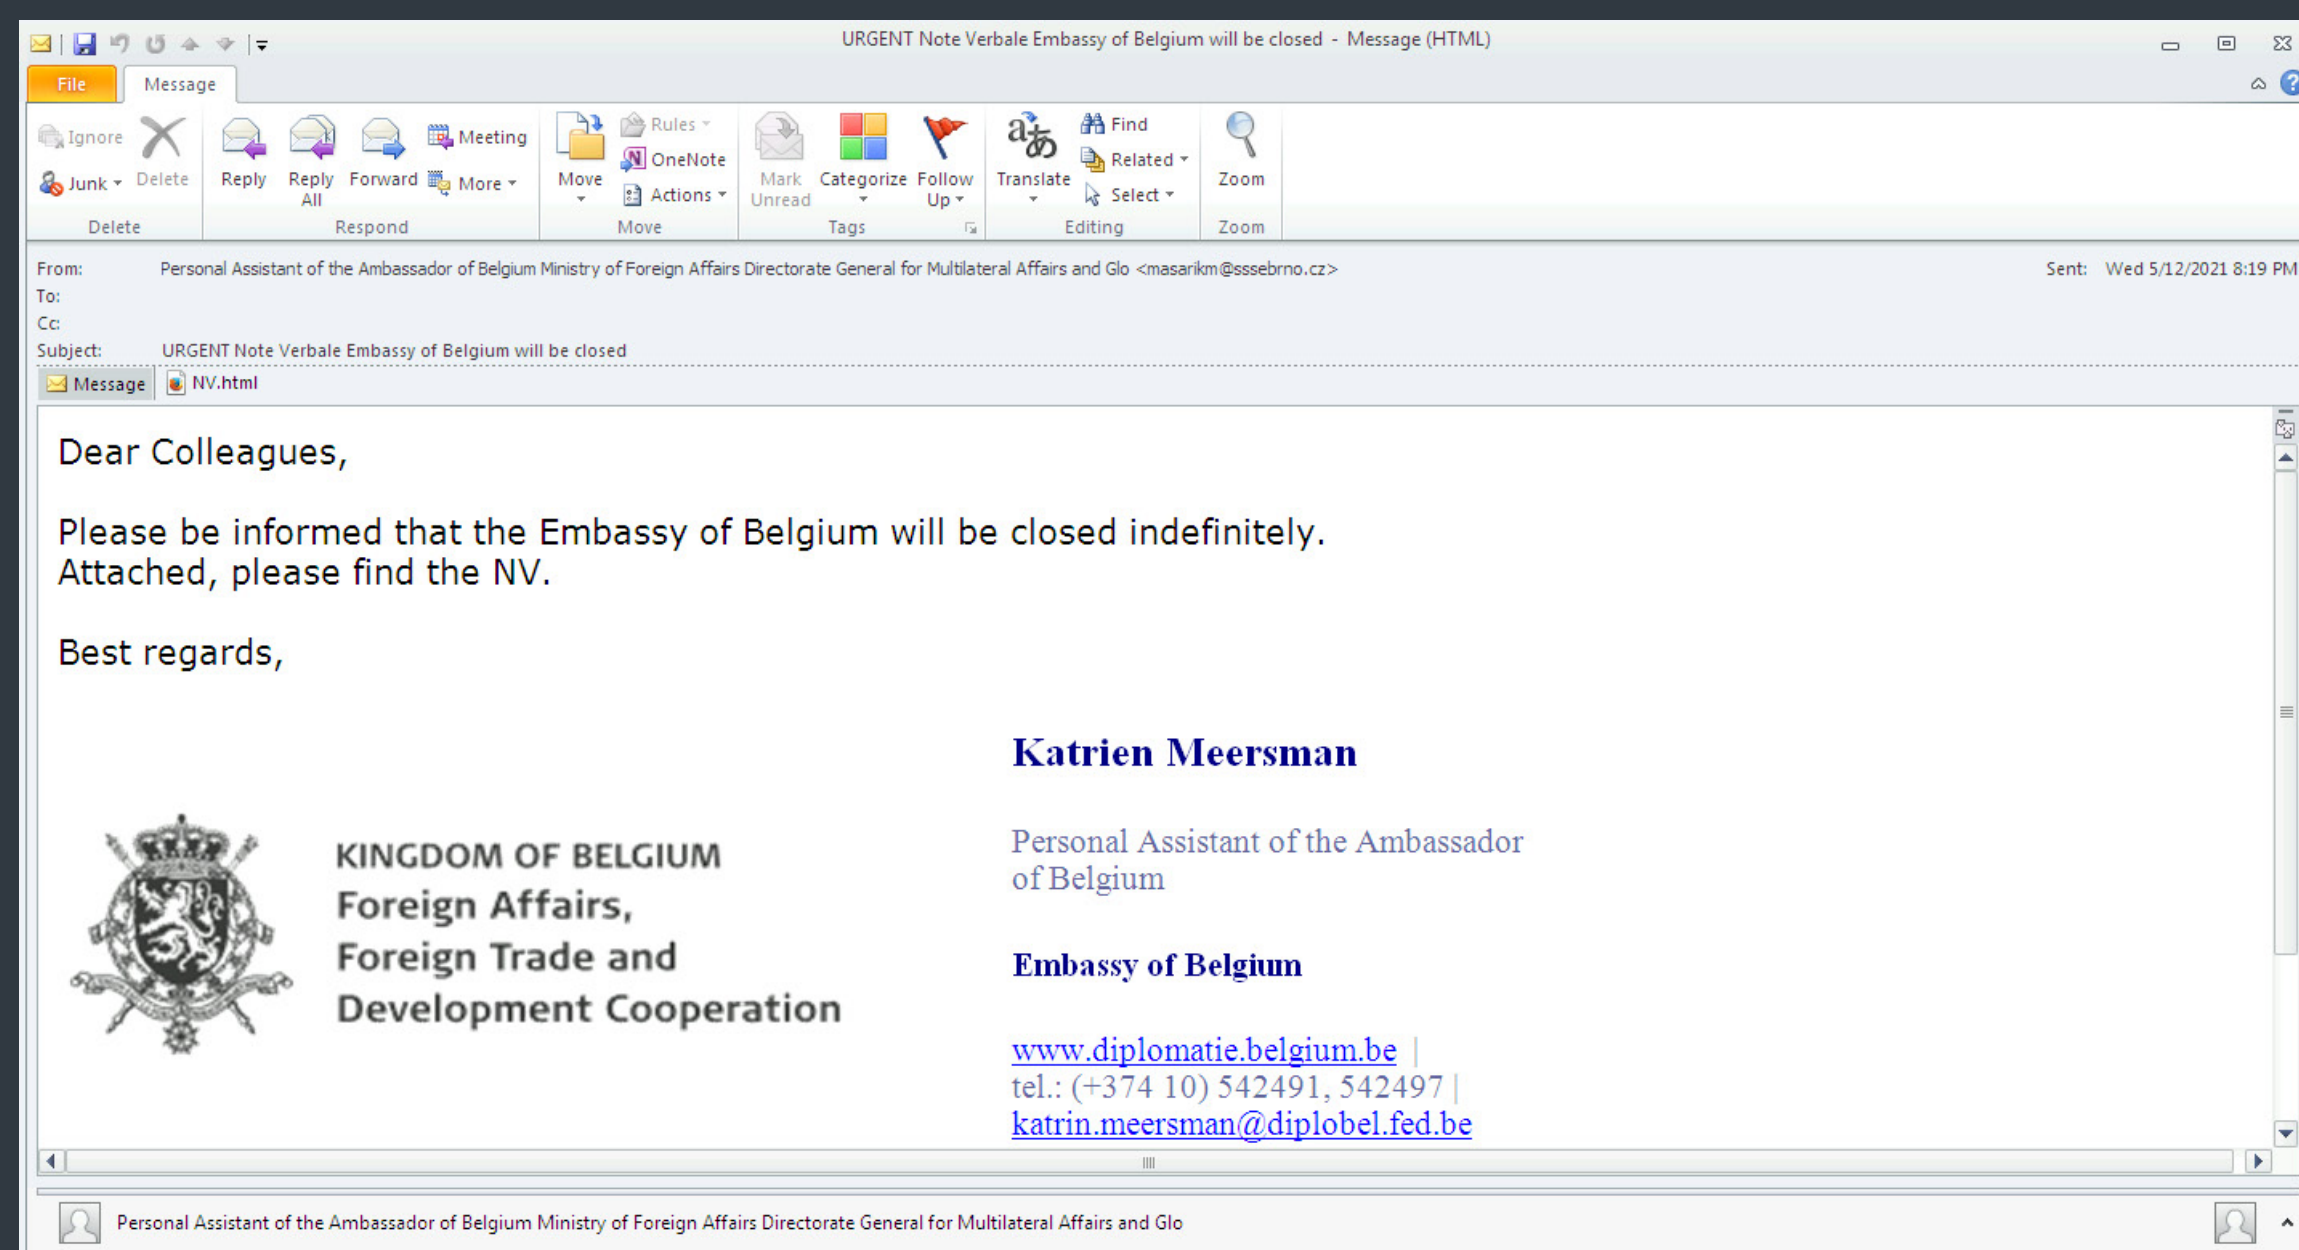 URGENT Note Verbale Embassy of Belgium will be closed - Message (HTML)
File Message
Ignore
Junk
Delete
Reply
Reply All
Forward
Meeting
More
Move
Rules
OneNote
Actions
Mark Unread
Categorize
Follow Up
Translate
Find
Related
Select
Zoom
Delete Respond Move Tags Editing Zoom
From: Personal Assistant of the Ambassador of Belgium Ministry of Foreign Affairs Directorate General for Multilateral Affairs and Glo <masarikm@sssebrno.cz> Sent: Wed 5/12/2021 8:19 PM
To:
Cc:
Subject: URGENT Note Verbale Embassy of Belgium will be closed
Message NV.html
Dear Colleagues,
Please be informed that the Embassy of Belgium will be closed indefinitely.
Attached, please find the NV.
Best regards,
KINGDOM OF BELGIUM
Foreign Affairs,
Foreign Trade and
Development Cooperation
Katrien Meersman
Personal Assistant of the Ambassador
of Belgium
Embassy of Belgium
www.diplomatie.belgium.be |
tel.: (+374 10) 542491, 542497 |
katrin.meersman@diplobel.fed.be
Personal Assistant of the Ambassador of Belgium Ministry of Foreign Affairs Directorate General for Multilateral Affairs and Glo